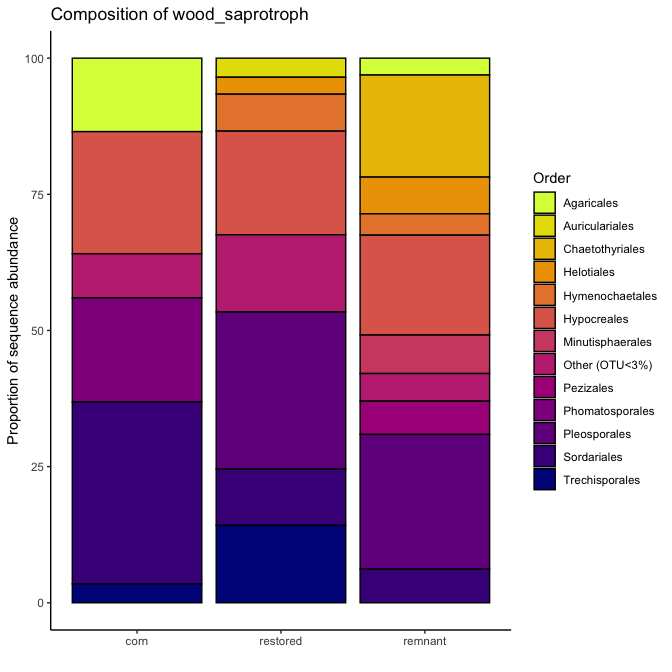 Composition of wood_saprotroph
Proportion of sequence abundance
100
75
50
25
0
corn
restored
remnant
Order
Agaricales
Auriculariales
Chaetothyriales
Helotiales
Hymenochaetales
Hypocreales
Minutisphaerales
Other (OTU<3%)
Pezizales
Phomatosporales
Pleosporales
Sordariales
Trechisporales